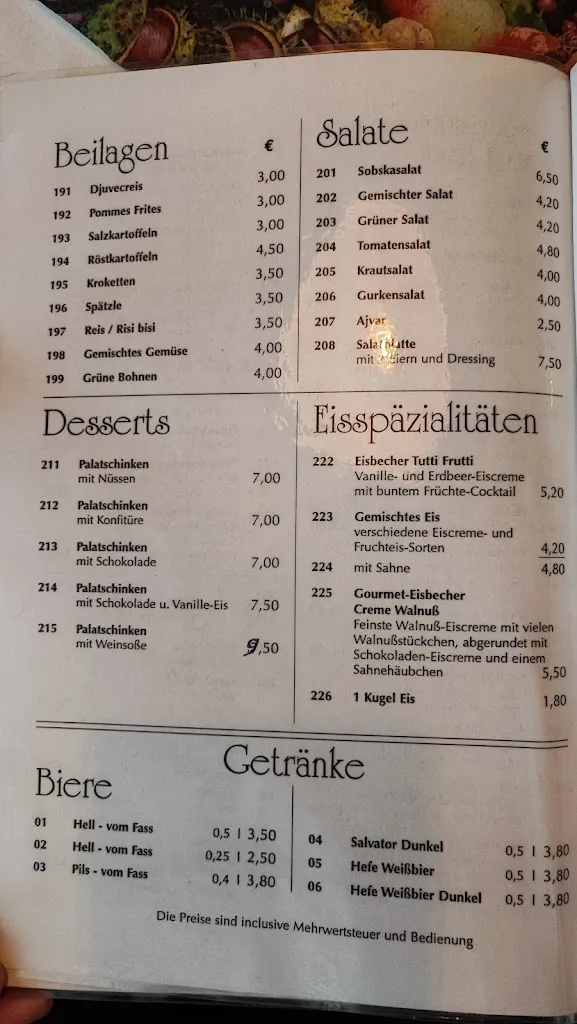 Beilagen €
191 Djuvecreis 3,00
192 Pommes Frites 3,00
193 Salzkartoffeln 3,00
194 Röstkartoffeln 4,50
195 Kroketten 3,50
196 Spätzle 3,50
197 Reis / Risi bisi 3,50
198 Gemischtes Gemüse 4,00
199 Grüne Bohnen 4,00
Salate €
201 Sobskasalat 6,50
202 Gemischter Salat 4,20
203 Grüner Salat 4,20
204 Tomatensalat 4,80
205 Krautsalat 4,00
206 Gurkensalat 4,00
207 Ajvar 2,50
208 Salatplatte
mit Eiern und Dressing 7,50
Desserts
211 Palatschinken
mit Nüssen 7,00
212 Palatschinken
mit Konfitüre 7,00
213 Palatschinken
mit Schokolade 7,00
214 Palatschinken
mit Schokolade u. Vanille-Eis 7,50
215 Palatschinken
mit Weinsoße 9,50
Eisspäzialitäten
222 Eisbecher Tutti Frutti
Vanille- und Erdbeer-Eiscreme
mit buntem Früchte-Cocktail 5,20
223 Gemischtes Eis
verschiedene Eiscreme- und
Fruchteis-Sorten 4,20
224 mit Sahne 4,80
225 Gourmet-Eisbecher
Creme Walnuß
Feinste Walnuß-Eiscreme mit vielen
Walnußstückchen, abgerundet mit
Schokoladen-Eiscreme und einem
Sahnehäubchen 5,50
226 1 Kugel Eis 1,80
Getränke
Biere
01 Hell - vom Fass 0,5 l 3,50
02 Hell - vom Fass 0,25 l 2,50
03 Pils - vom Fass 0,4 l 3,80
04 Salvator Dunkel 0,5 l 3,80
05 Hefe Weißbier 0,5 l 3,80
06 Hefe Weißbier Dunkel 0,5 l 3,80
Die Preise sind inclusive Mehrwertsteuer und Bedienung